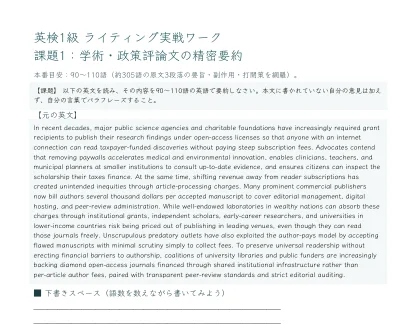 英検1級 ライティング実戦ワーク
課題1：学術・政策評論文の精密要約
本番目安：90～110語（約305語の原文3段落の要旨・副作用・打開策を網羅）。
【課題】 以下の英文を読み、その内容を90～110語の英語で要約しなさい。本文に書かれていない自分の意見は加え
ず、自分の言葉でパラフレーズすること。
【元の英文】
In recent decades, major public science agencies and charitable foundations have increasingly required grant
recipients to publish their research findings under open-access licenses so that anyone with an internet
connection can read taxpayer-funded discoveries without paying steep subscription fees. Advocates contend
that removing paywalls accelerates medical and environmental innovation, enables clinicians, teachers, and
municipal planners at smaller institutions to consult up-to-date evidence, and ensures citizens can inspect the
scholarship their taxes finance. At the same time, shifting revenue away from reader subscriptions has
created unintended inequities through article-processing charges. Many prominent commercial publishers
now bill authors several thousand dollars per accepted manuscript to cover editorial management, digital
hosting, and peer-review administration. While well-endowed laboratories in wealthy nations can absorb these
charges through institutional grants, independent scholars, early-career researchers, and universities in
lower-income countries risk being priced out of publishing in leading venues, even though they can read
those journals freely. Unscrupulous predatory outlets have also exploited the author-pays model by accepting
flawed manuscripts with minimal scrutiny simply to collect fees. To preserve universal readership without
erecting financial barriers to authorship, coalitions of university libraries and public funders are increasingly
backing diamond open-access journals financed through shared institutional infrastructure rather than
per-article author fees, paired with transparent peer-review standards and strict editorial auditing.
■ 下書きスペース（語数を数えながら書いてみよう）